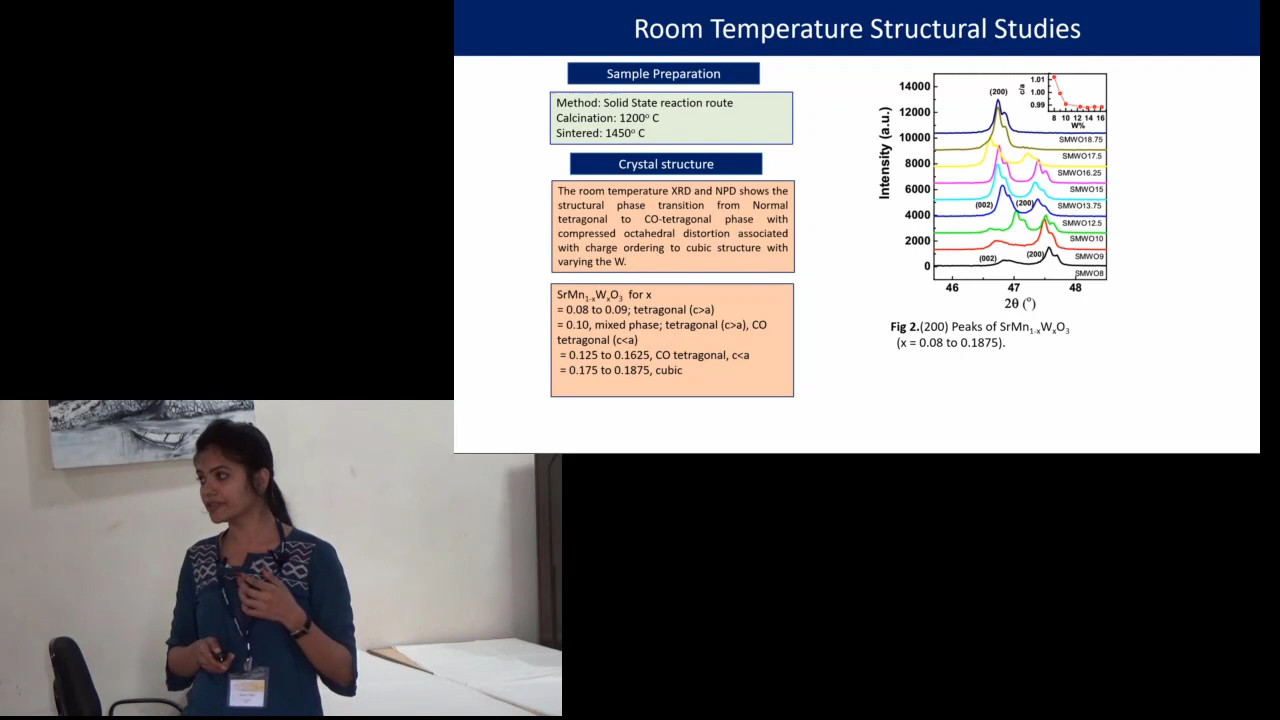 Room Temperature Structural Studies
Sample Preparation
Method: Solid State reaction route
Calcination: 1200° C
Sintered: 1450° C
Crystal structure
The room temperature XRD and NPD shows the
structural phase transition from Normal
tetragonal to CO-tetragonal phase with
compressed octahedral distortion associated
with charge ordering to cubic structure with
varying the W.
SrMn₁₋ₓWₓO₃ for x
= 0.08 to 0.09; tetragonal (c>a)
= 0.10, mixed phase; tetragonal (c>a), CO
tetragonal (c<a)
= 0.125 to 0.1625, CO tetragonal, c<a
= 0.175 to 0.1875, cubic
Intensity (a.u.)
14000
12000
10000
8000
6000
4000
2000
0
(200)
c/a
1.01
1.00
0.99
8 10 12 14 16
W%
SMWO18.75
SMWO17.5
SMWO16.25
SMWO15
(002)
(200)
SMWO13.75
SMWO12.5
SMWO10
(002)
(200)
SMWO9
SMWO8
46 47 48
2θ (°)
Fig 2.(200) Peaks of SrMn₁₋ₓWₓO₃
(x = 0.08 to 0.1875).